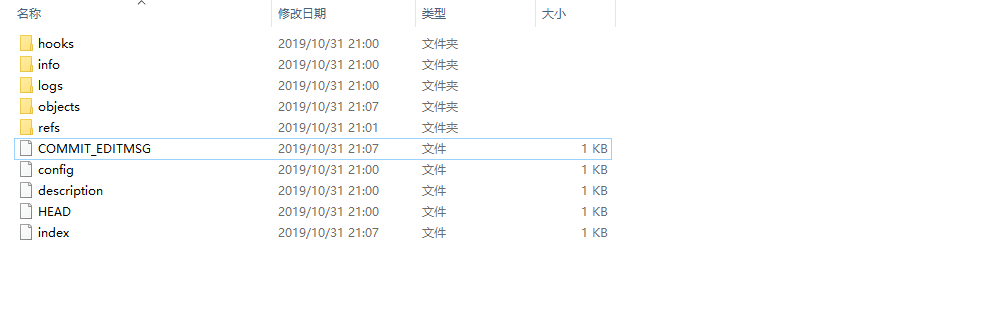 名称 修改日期 类型 大小
hooks 2019/10/31 21:00 文件夹
info 2019/10/31 21:00 文件夹
logs 2019/10/31 21:00 文件夹
objects 2019/10/31 21:07 文件夹
refs 2019/10/31 21:01 文件夹
COMMIT_EDITMSG 2019/10/31 21:07 文件 1 KB
config 2019/10/31 21:00 文件 1 KB
description 2019/10/31 21:00 文件 1 KB
HEAD 2019/10/31 21:00 文件 1 KB
index 2019/10/31 21:07 文件 1 KB